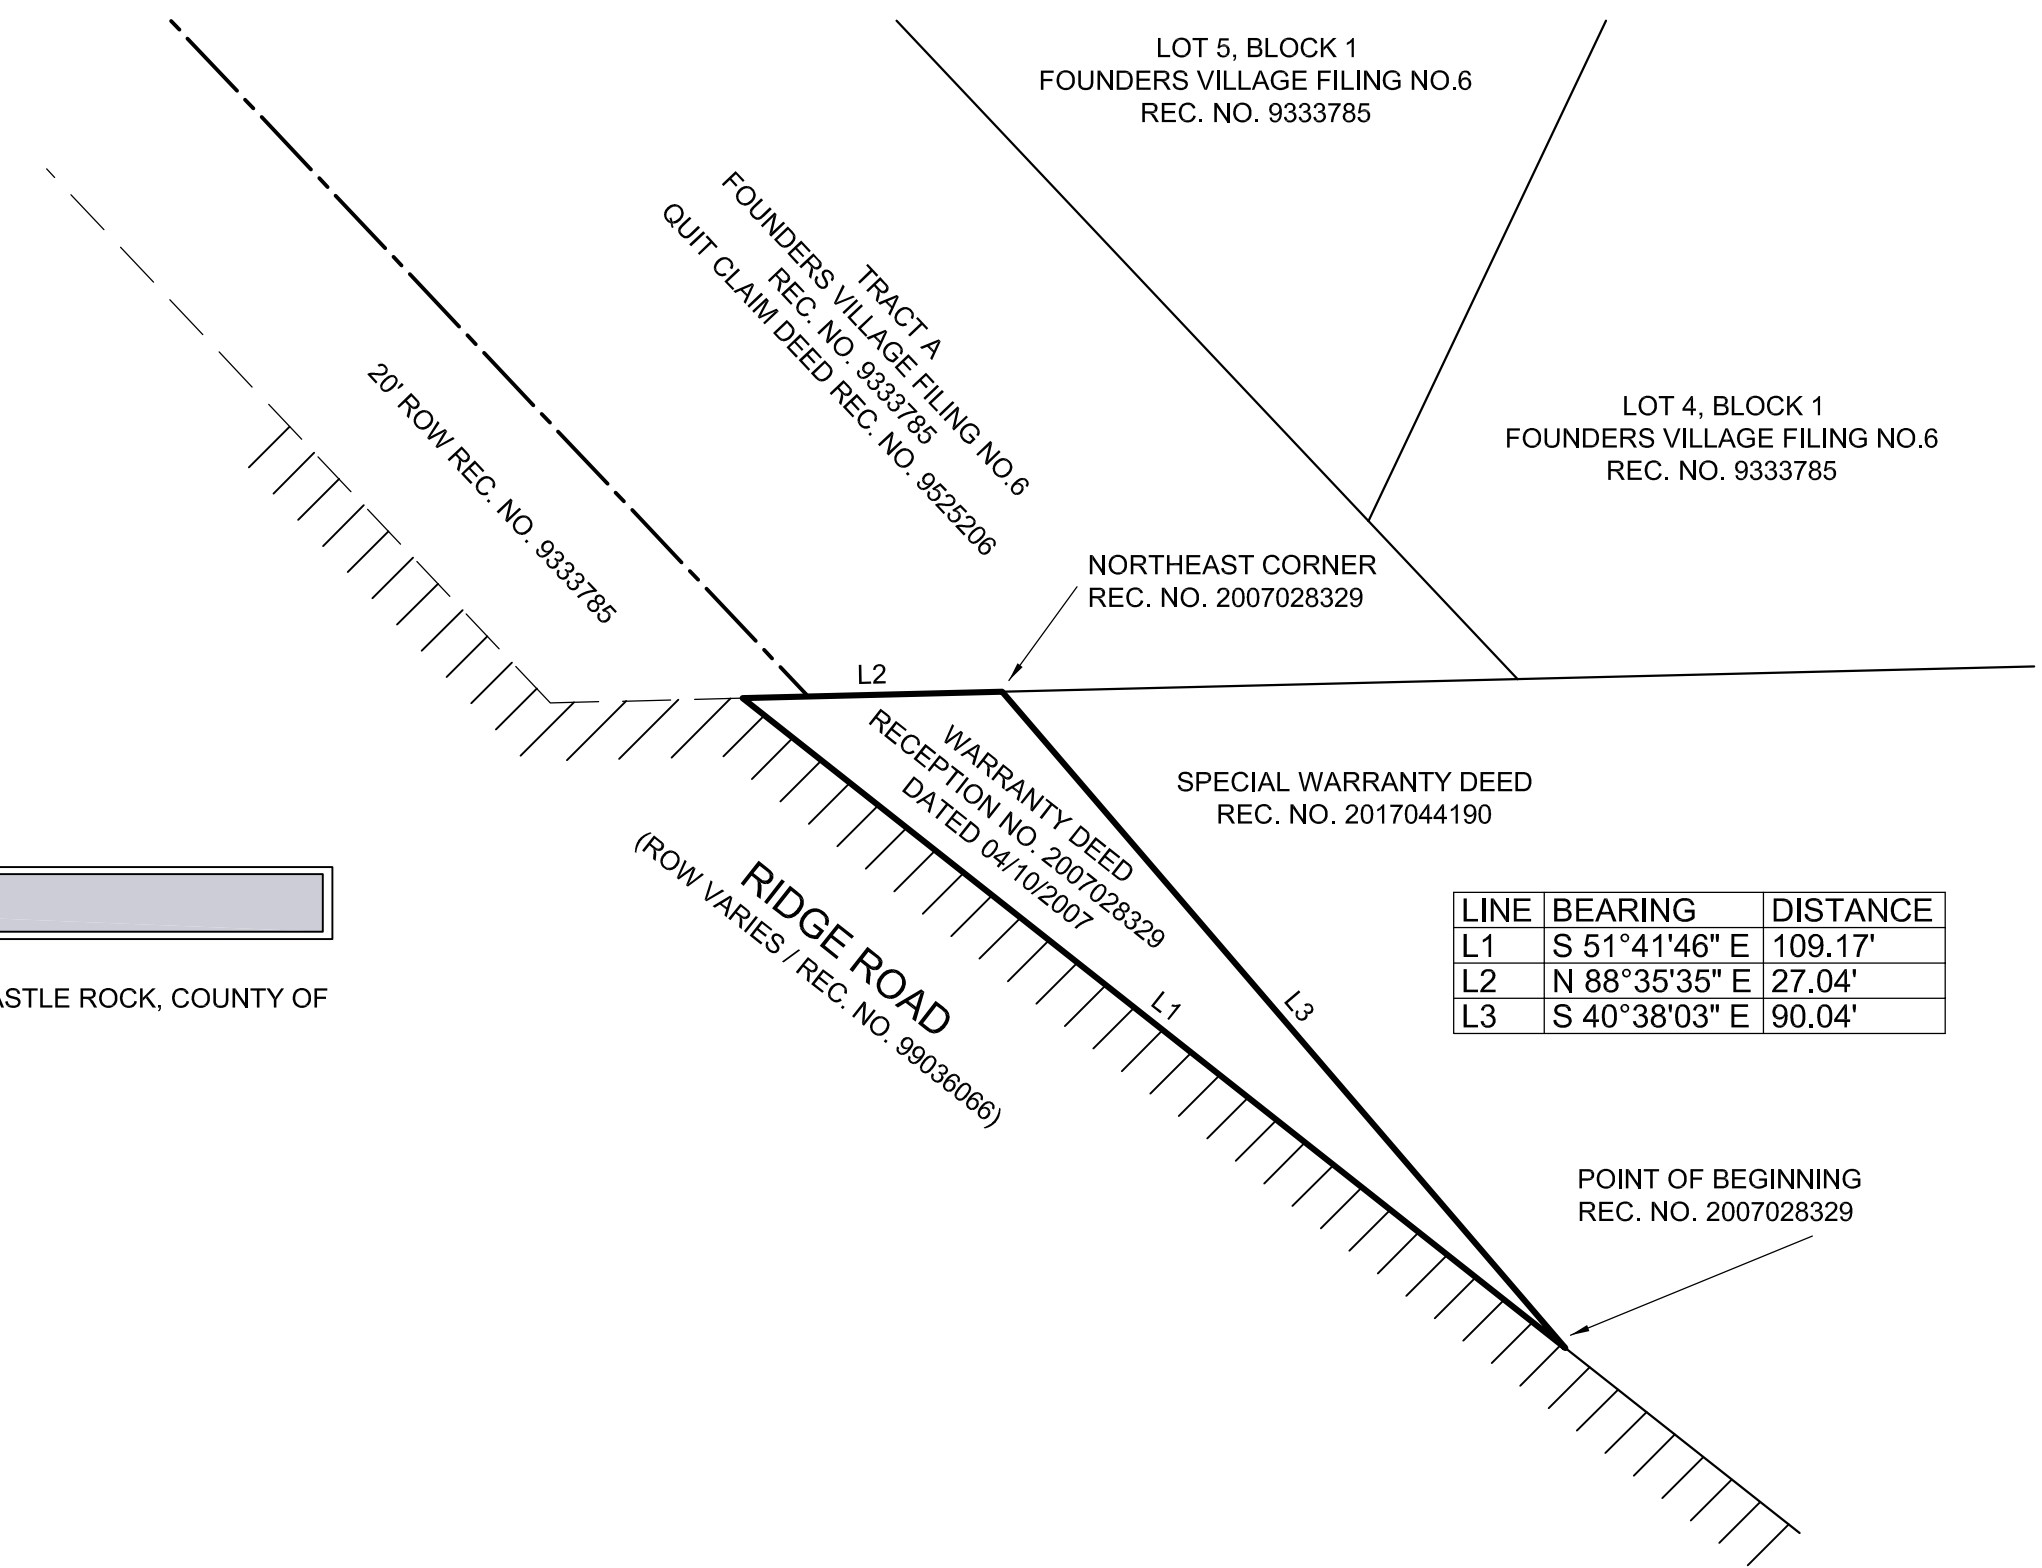 LOT 5, BLOCK 1
FOUNDERS VILLAGE FILING NO.6
REC. NO. 9333785
TRACT A
FOUNDERS VILLAGE FILING NO.6
REC. NO. 9333785
QUIT CLAIM DEED REC. NO. 9525206
20' ROW REC. NO. 9333785
LOT 4, BLOCK 1
FOUNDERS VILLAGE FILING NO.6
REC. NO. 9333785
NORTHEAST CORNER
REC. NO. 2007028329
L2
WARRANTY DEED
RECEPTION NO. 2007028329
DATED 04/10/2007
SPECIAL WARRANTY DEED
REC. NO. 2017044190
RIDGE ROAD
(ROW VARIES / REC. NO. 99036066)
L1
L3
LINE BEARING DISTANCE
L1 S 51°41'46" E 109.17'
L2 N 88°35'35" E 27.04'
L3 S 40°38'03" E 90.04'
ASTLE ROCK, COUNTY OF
POINT OF BEGINNING
REC. NO. 2007028329